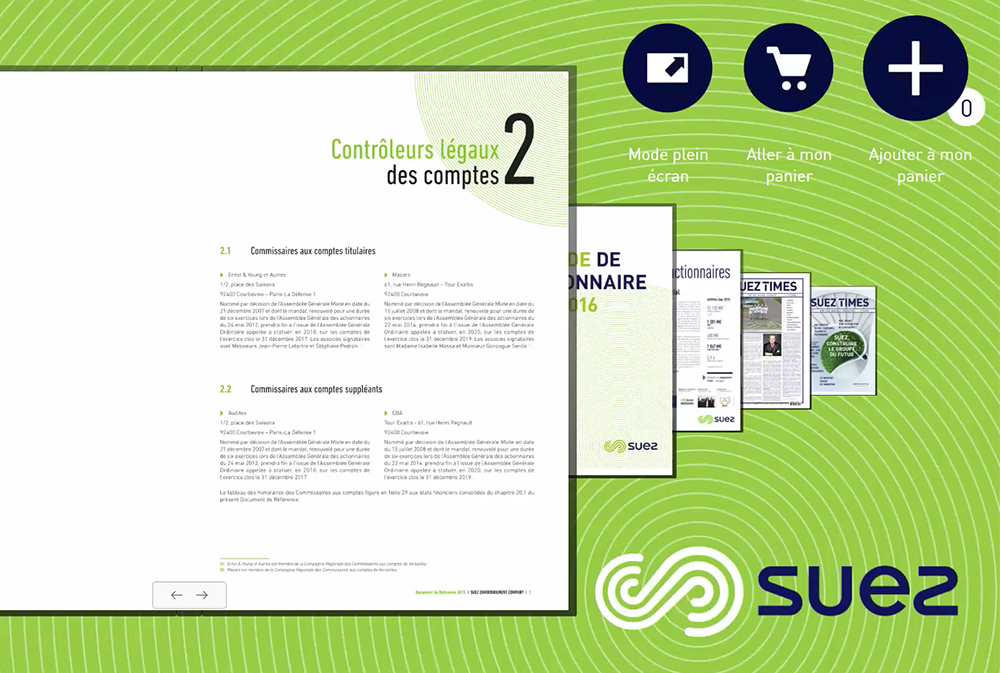 Contrôleurs légaux
des comptes 2
2.1 Commissaires aux comptes titulaires
Ernst & Young et Autres
1/2, place des Saisons
92400 Courbevoie – Paris-La Défense 1
Nommé par décision de l'Assemblée Générale Mixte en date du
21 décembre 2007 et dont le mandat, renouvelé pour une durée
de six exercices lors de l'Assemblée Générale des actionnaires
du 24 mai 2012, prendra fin à l'issue de l'Assemblée Générale
Ordinaire appelée à statuer, en 2018, sur les comptes de
l'exercice clos le 31 décembre 2017. Les associés signataires
sont Messieurs Jean-Pierre Letartre et Stéphane Pédron
Mazars
61, rue Henri Regnault – Tour Exaltis
92400 Courbevoie
Nommé par décision de l'Assemblée Générale Mixte en date du
15 juillet 2008 et dont le mandat, renouvelé pour une durée
de six exercices lors de l'Assemblée Générale des actionnaires
du 22 mai 2014, prendra fin à l'issue de l'Assemblée Générale
Ordinaire appelée à statuer, en 2020, sur les comptes de
l'exercice clos le 31 décembre 2019. Les associés signataires
sont Madame Isabelle Massa et Monsieur Gonzague Senlis
2.2 Commissaires aux comptes suppléants
Auditex
1/2, place des Saisons
92400 Courbevoie – Paris-La Défense 1
Nommé par décision de l'Assemblée Générale Mixte en date du
21 décembre 2007 et dont le mandat, renouvelé pour une durée
de six exercices lors de l'Assemblée Générale des actionnaires
du 24 mai 2012, prendra fin à l'issue de l'Assemblée Générale
Ordinaire appelée à statuer, en 2018, sur les comptes de
l'exercice clos le 31 décembre 2017.
CBA
Tour Exaltis - 61, rue Henri Regnault
92400 Courbevoie
Nommé par décision de l'Assemblée Générale Mixte en date
du 15 juillet 2008 et dont le mandat, renouvelé pour une durée
de six exercices lors de l'Assemblée Générale des actionnaires
du 22 mai 2014, prendra fin à l'issue de l'Assemblée Générale
Ordinaire appelée à statuer, en 2020, sur les comptes de
l'exercice clos le 31 décembre 2019.
Le tableau des honoraires des Commissaires aux comptes figure en Note 29 aux états financiers consolidés du chapitre 20.1 du
présent Document de Référence.
(1) Ernst & Young et Autres est membre de la Compagnie Régionale des Commissaires aux comptes de Versailles.
(2) Mazars est membre de la Compagnie Régionale des Commissaires aux comptes de Versailles.
Document de Référence 2015 I SUEZ ENVIRONNEMENT COMPANY I 7
← →
Mode plein
écran
Aller à mon
panier
0
Ajouter à mon
panier
DE DE
ONNAIRE
016
suez
ctionnaires
suez
UEZ TIMES
SUEZ TIMES
SUEZ,
CONSTRUIRE
LE GROUPE
DU FUTUR
suez